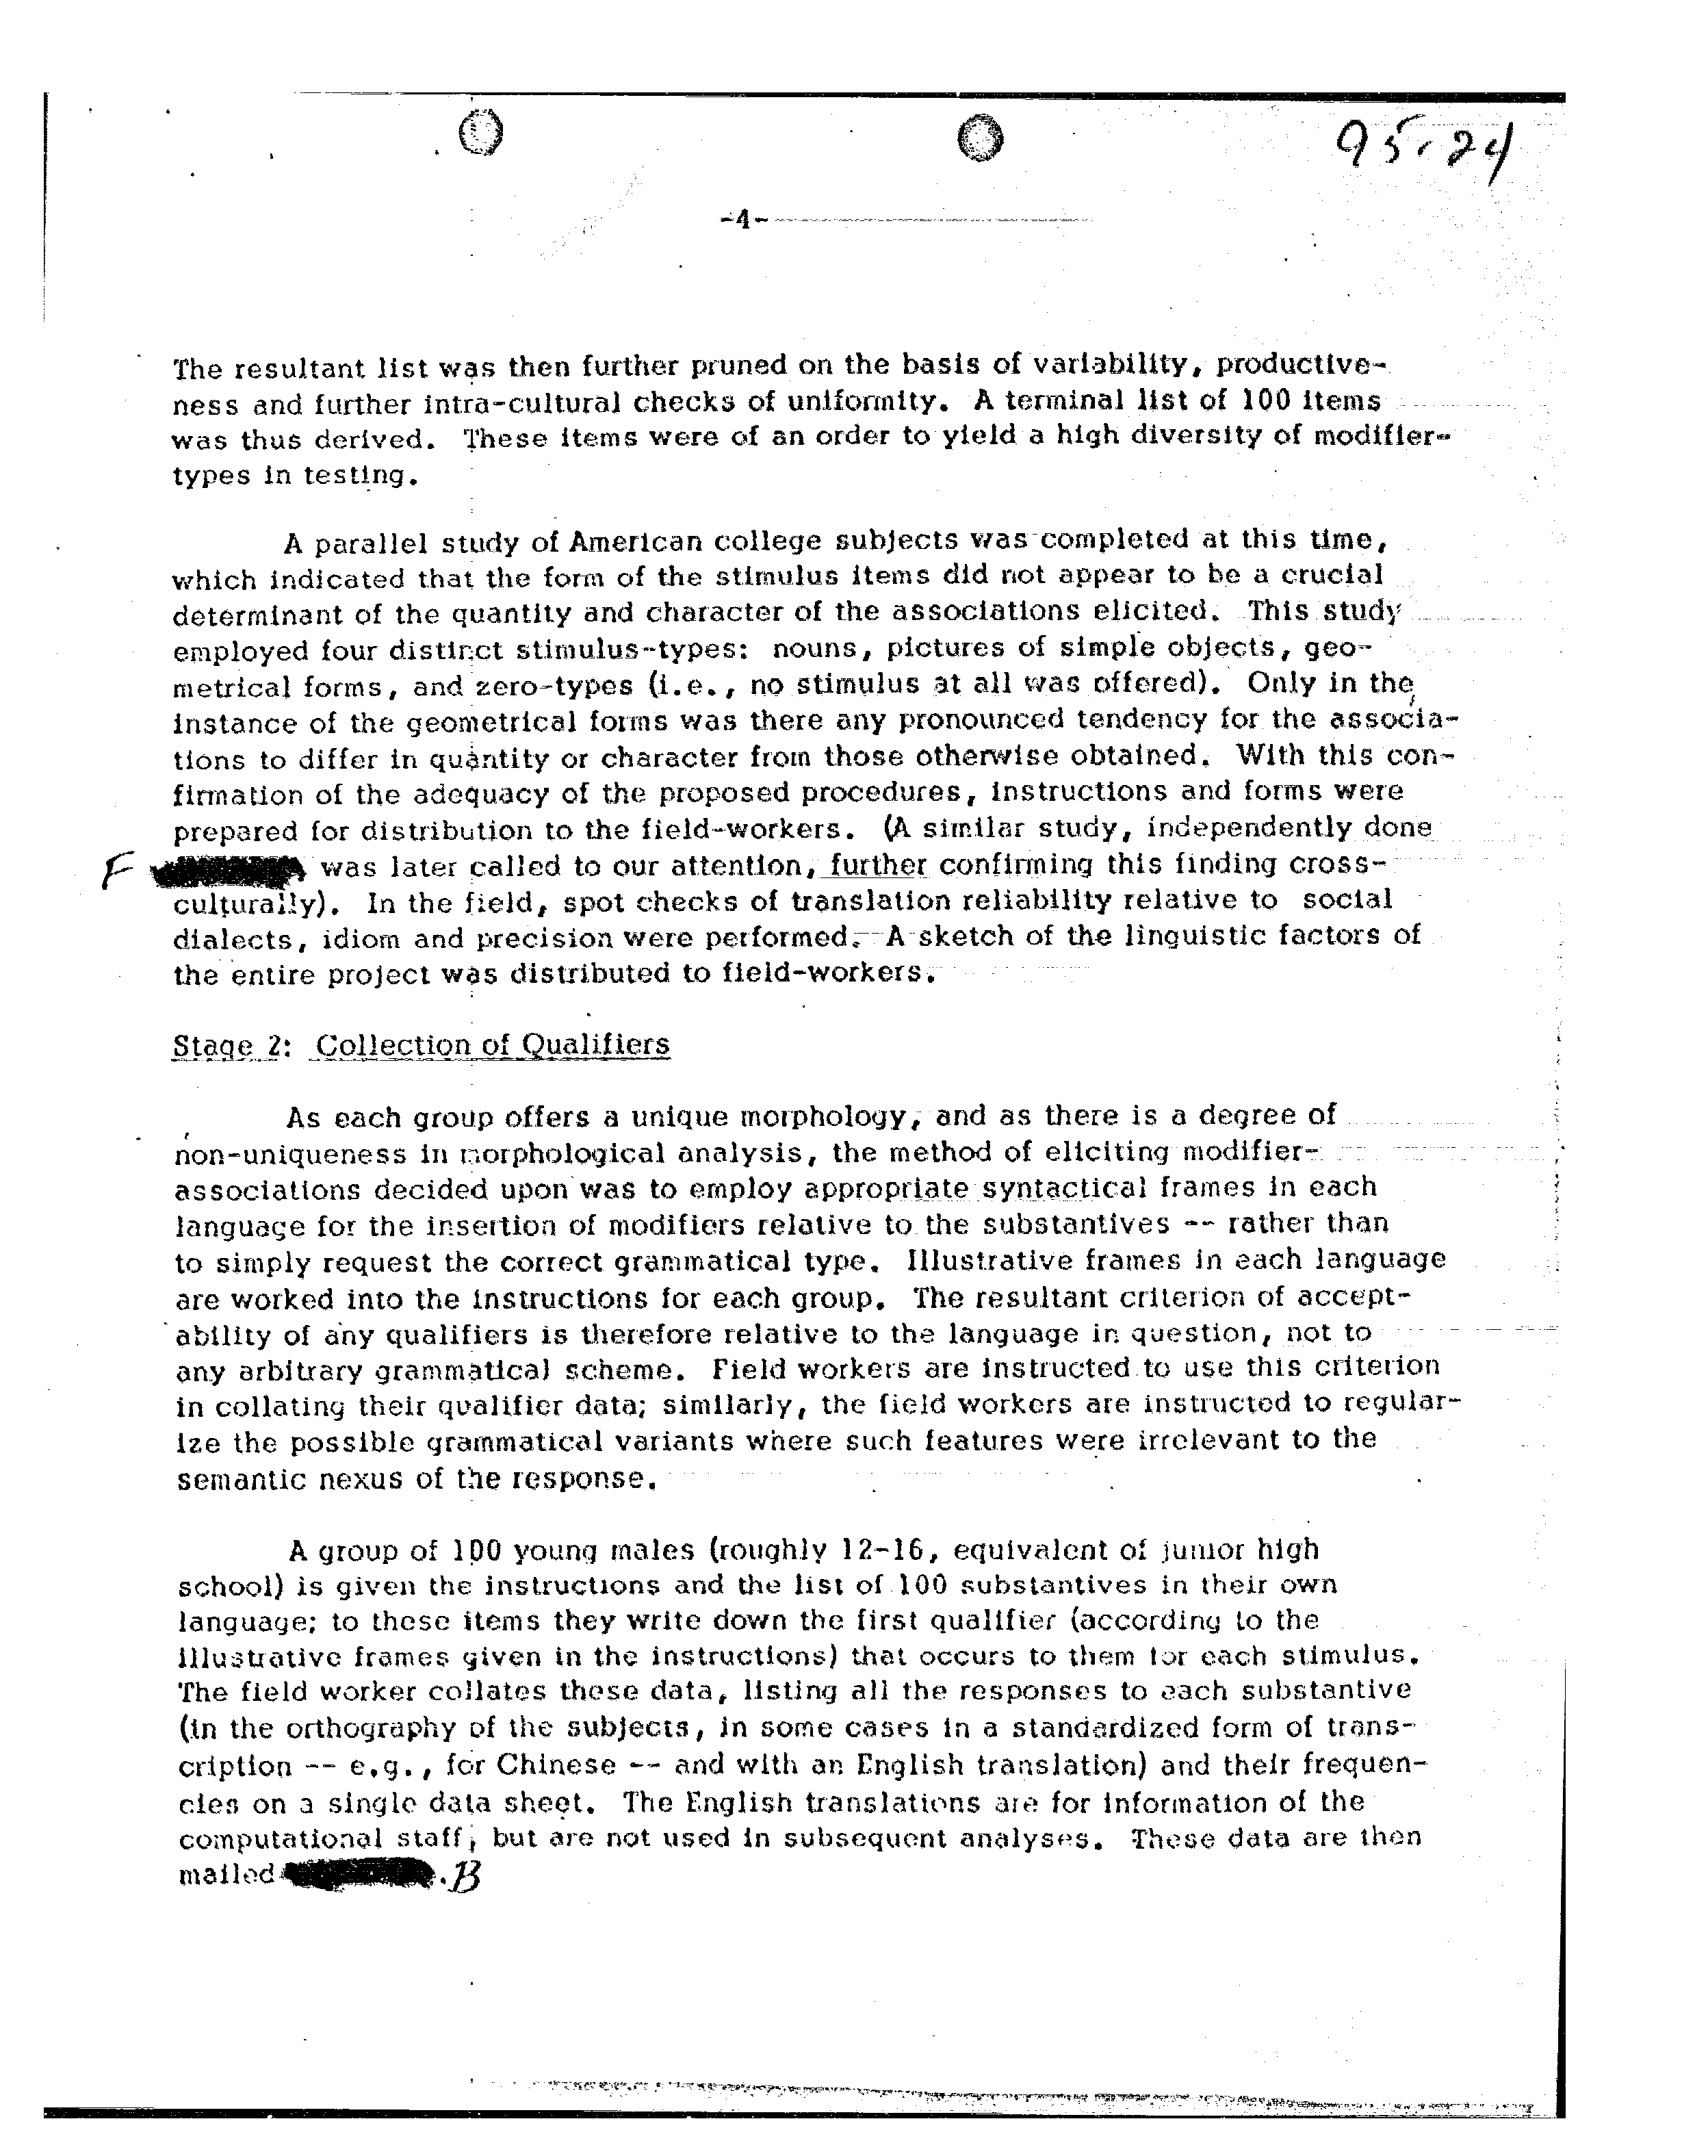 95-24
-4-
The resultant list was then further pruned on the basis of variability, productive-
ness and further intra-cultural checks of uniformity. A terminal list of 100 items
was thus derived. These items were of an order to yield a high diversity of modifier-
types in testing.
A parallel study of American college subjects was completed at this time,
which indicated that the form of the stimulus items did not appear to be a crucial
determinant of the quantity and character of the associations elicited. This study
employed four distinct stimulus-types: nouns, pictures of simple objects, geo-
metrical forms, and zero-types (i.e., no stimulus at all was offered). Only in the
instance of the geometrical forms was there any pronounced tendency for the associa-
tions to differ in quantity or character from those otherwise obtained. With this con-
firmation of the adequacy of the proposed procedures, instructions and forms were
prepared for distribution to the field-workers. (A similar study, independently done
F was later called to our attention, further confirming this finding cross-
culturally). In the field, spot checks of translation reliability relative to social
dialects, idiom and precision were performed. A sketch of the linguistic factors of
the entire project was distributed to field-workers.
Stage 2: Collection of Qualifiers
As each group offers a unique morphology, and as there is a degree of
non-uniqueness in morphological analysis, the method of eliciting modifier-
associations decided upon was to employ appropriate syntactical frames in each
language for the insertion of modifiers relative to the substantives -- rather than
to simply request the correct grammatical type. Illustrative frames in each language
are worked into the instructions for each group. The resultant criterion of accept-
ability of any qualifiers is therefore relative to the language in question, not to
any arbitrary grammatical scheme. Field workers are instructed to use this criterion
in collating their qualifier data; similarly, the field workers are instructed to regular-
ize the possible grammatical variants where such features were irrelevant to the
semantic nexus of the response.
A group of 100 young males (roughly 12-16, equivalent of junior high
school) is given the instructions and the list of 100 substantives in their own
language; to these items they write down the first qualifier (according to the
illustrative frames given in the instructions) that occurs to them for each stimulus.
The field worker collates these data, listing all the responses to each substantive
(in the orthography of the subjects, in some cases in a standardized form of trans-
cription -- e.g., for Chinese -- and with an English translation) and their frequen-
cies on a single data sheet. The English translations are for information of the
computational staff, but are not used in subsequent analyses. These data are then
mailed . B